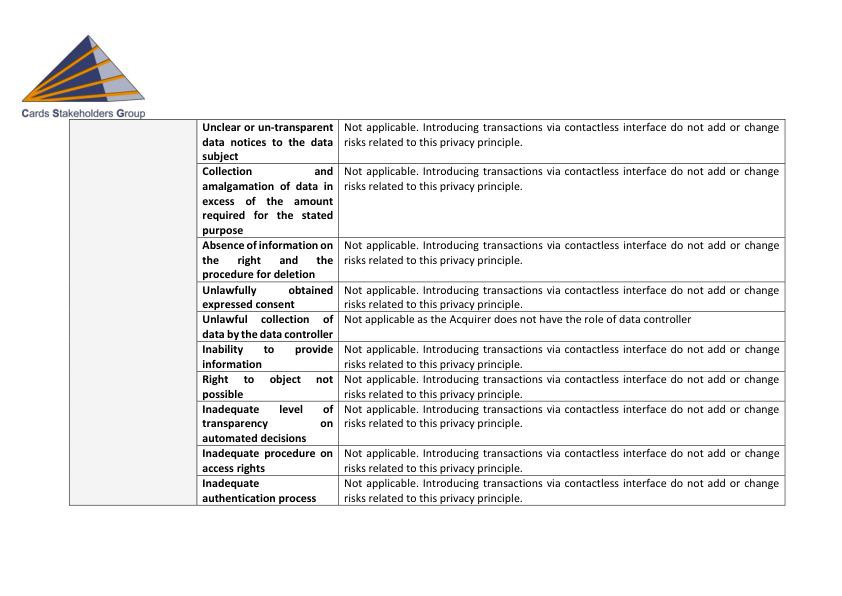 Cards Stakeholders Group
Unclear or un-transparent
data notices to the data
subject
Not applicable. Introducing transactions via contactless interface do not add or change
risks related to this privacy principle.
Collection and
amalgamation of data in
excess of the amount
required for the stated
purpose
Not applicable. Introducing transactions via contactless interface do not add or change
risks related to this privacy principle.
Absence of information on
the right and the
procedure for deletion
Not applicable. Introducing transactions via contactless interface do not add or change
risks related to this privacy principle.
Unlawfully obtained
expressed consent
Not applicable. Introducing transactions via contactless interface do not add or change
risks related to this privacy principle.
Unlawful collection of
data by the data controller
Not applicable as the Acquirer does not have the role of data controller
Inability to provide
information
Not applicable. Introducing transactions via contactless interface do not add or change
risks related to this privacy principle.
Right to object not
possible
Not applicable. Introducing transactions via contactless interface do not add or change
risks related to this privacy principle.
Inadequate level of
transparency on
automated decisions
Not applicable. Introducing transactions via contactless interface do not add or change
risks related to this privacy principle.
Inadequate procedure on
access rights
Not applicable. Introducing transactions via contactless interface do not add or change
risks related to this privacy principle.
Inadequate
authentication process
Not applicable. Introducing transactions via contactless interface do not add or change
risks related to this privacy principle.